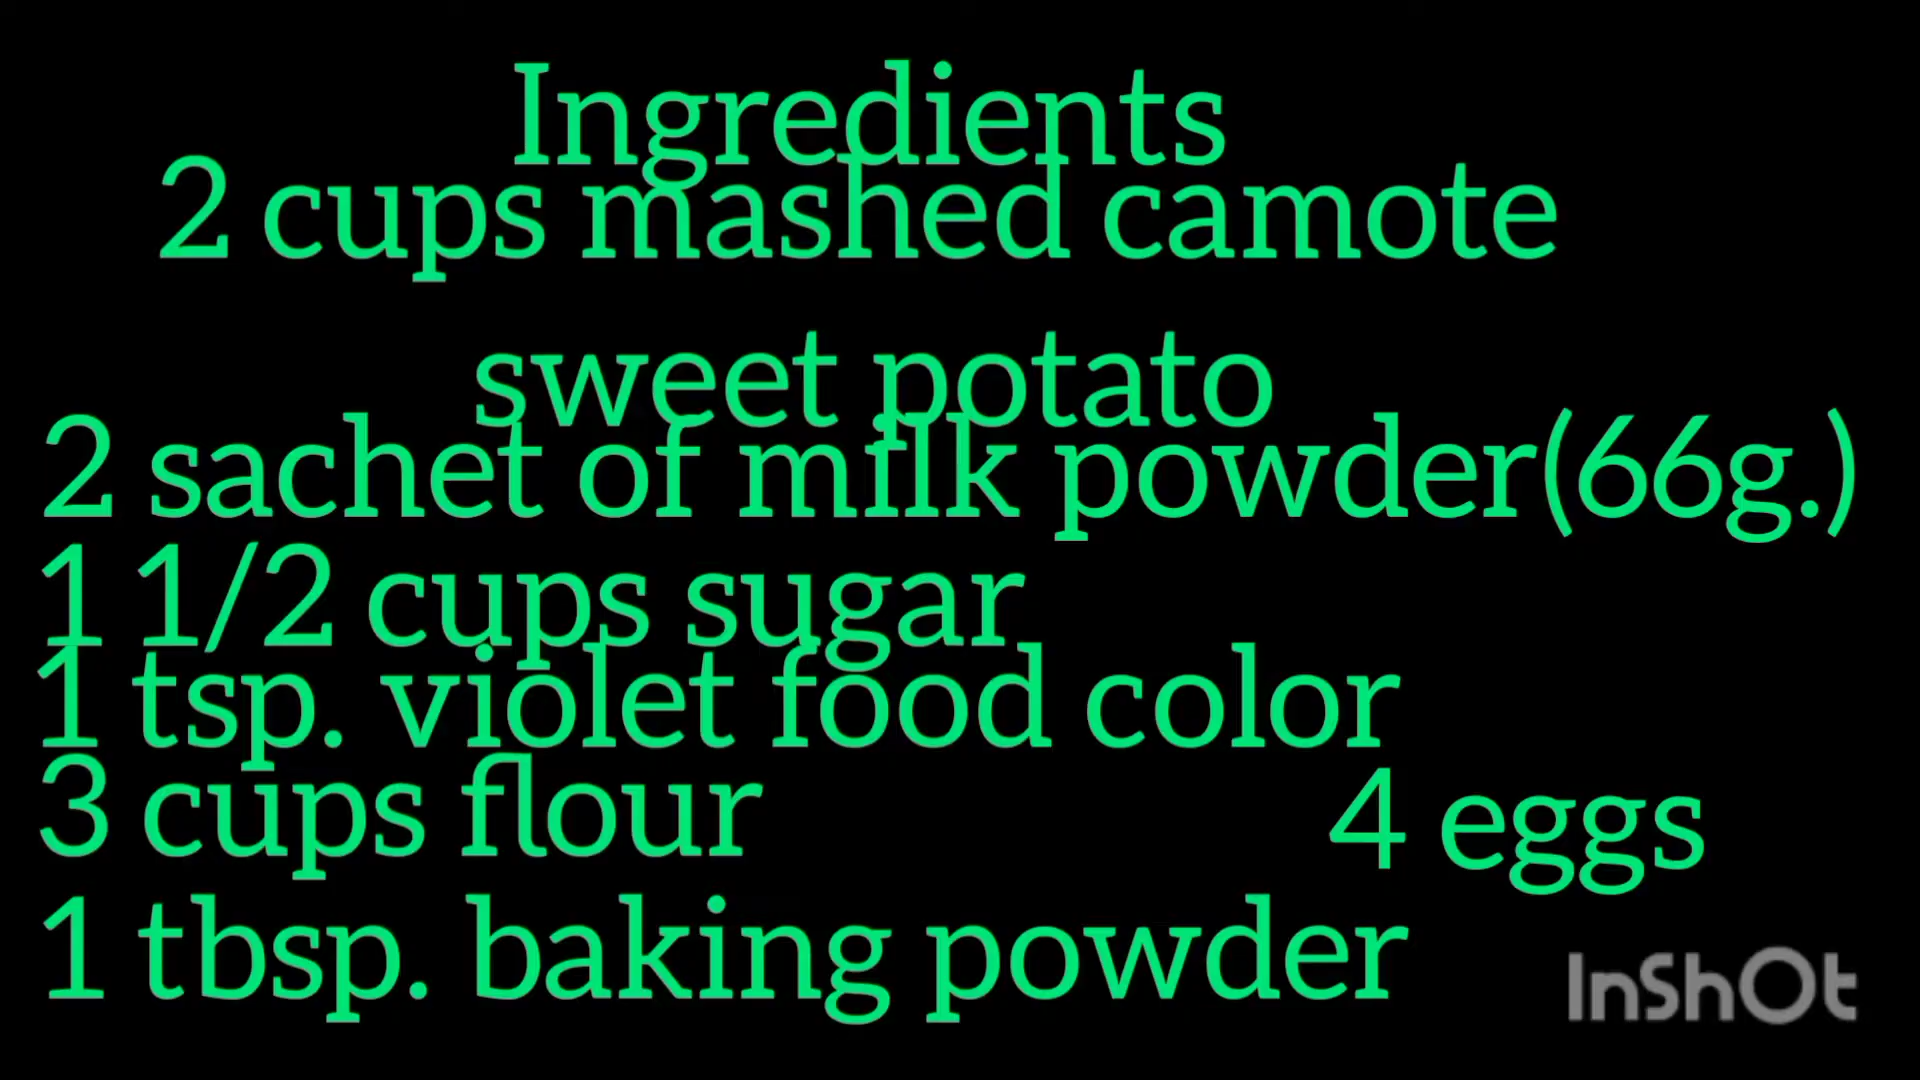 Ingredients
2 cups mashed camote
sweet potato
2 sachet of milk powder(66g.)
1 1/2 cups sugar
1 tsp. violet food color
3 cups flour
4 eggs
1 tbsp. baking powder
InShOt